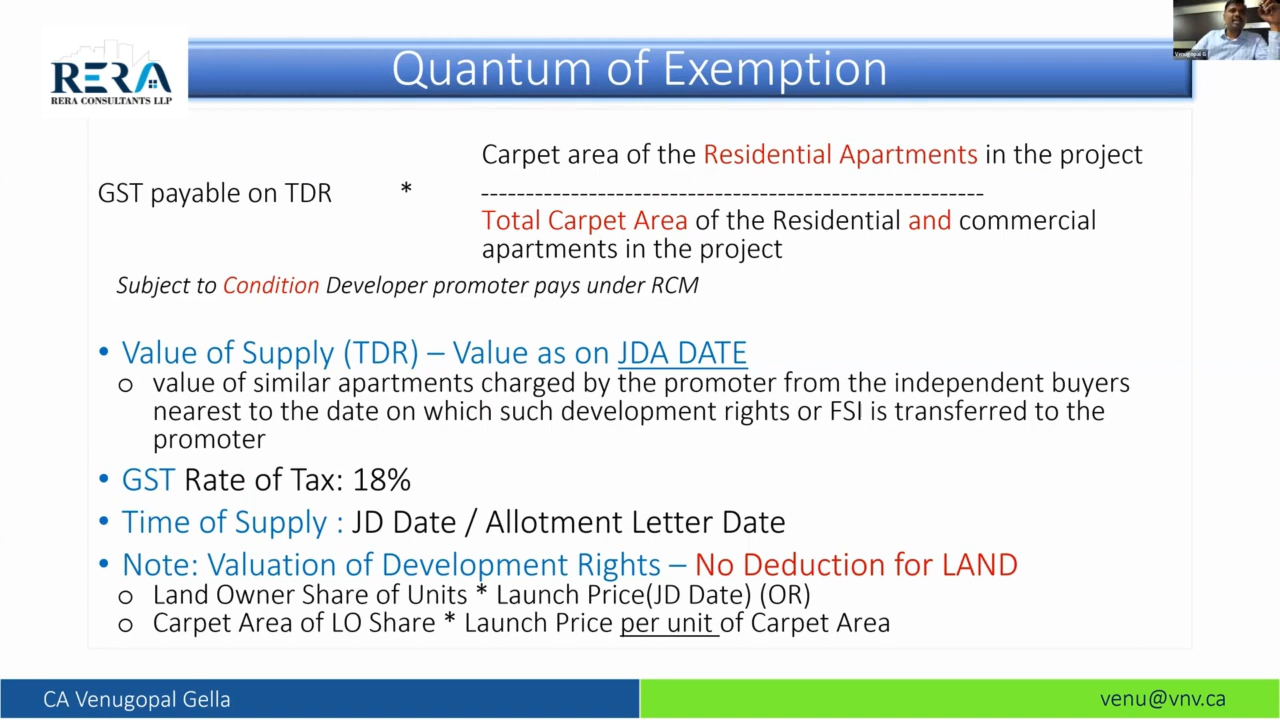 RERA
RERA CONSULTANTS LLP
Quantum of Exemption
Venugopal G
Carpet area of the Residential Apartments in the project
GST payable on TDR * ------------------------------------------------------
Total Carpet Area of the Residential and commercial
apartments in the project
Subject to Condition Developer promoter pays under RCM
• Value of Supply (TDR) – Value as on JDA DATE
o value of similar apartments charged by the promoter from the independent buyers
nearest to the date on which such development rights or FSI is transferred to the
promoter
• GST Rate of Tax: 18%
• Time of Supply : JD Date / Allotment Letter Date
• Note: Valuation of Development Rights – No Deduction for LAND
o Land Owner Share of Units * Launch Price(JD Date) (OR)
o Carpet Area of LO Share * Launch Price per unit of Carpet Area
CA Venugopal Gella
venu@vnv.ca